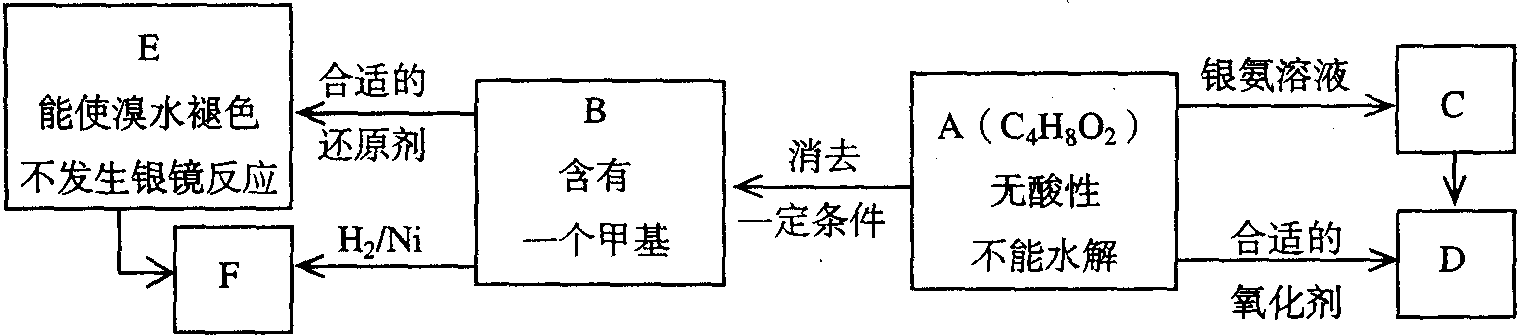 E
能使溴水褪色
不发生银镜反应
合适的
还原剂
B
含有
一个甲基
H₂/Ni
F
消去
一定条件
A（C₄H₈O₂）
无酸性
不能水解
银氨溶液
C
合适的
氧化剂
D